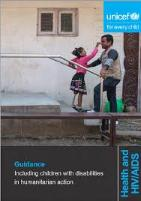 unicef
for every child
Guidance
Including children with disabilities
in humanitarian action
Health and
HIV/AIDS